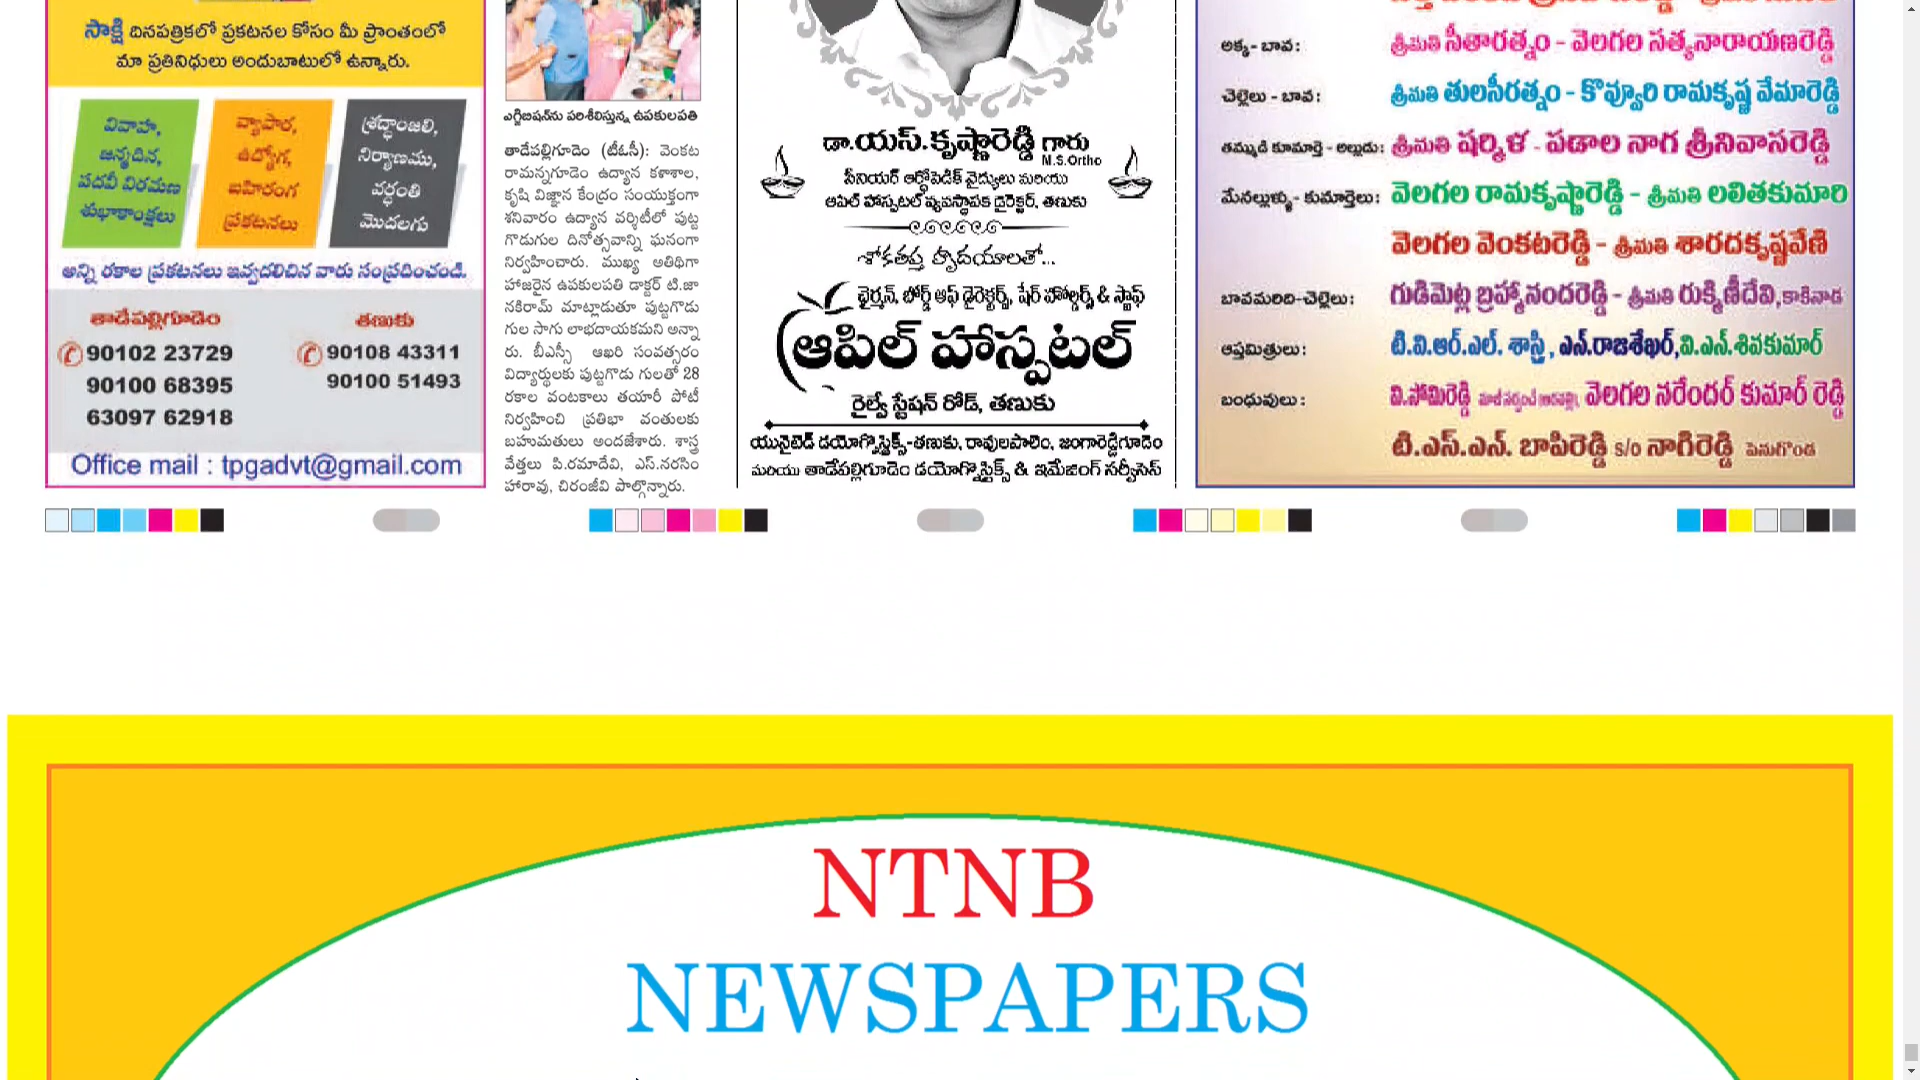 సాక్షి దినపత్రికలో ప్రకటనల కోసం మీ ప్రాంతంలో
మా ప్రతినిధులు అందుబాటులో ఉన్నారు.
వివాహ,
జన్మదిన,
పదవీ విరమణ
శుభాకాంక్షలు
వ్యాపార,
ఉద్యోగ,
బహిరంగ
ప్రకటనలు
శ్రద్ధాంజలి,
నిర్యాణము,
వర్ధంతి
మొదలగు
అన్ని రకాల ప్రకటనలు ఇవ్వదలిచిన వారు సంప్రదించండి.
తాడేపల్లిగూడెం
90102 23729
90100 68395
63097 62918
తణుకు
90108 43311
90100 51493
Office mail : tpgadvt@gmail.com
ఎగ్జిబిషన్‌ను పరిశీలిస్తున్న ఉపకులపతి
తాడేపల్లిగూడెం (టీఓసీ): వెంకట
రామన్నగూడెం ఉద్యాన కళాశాల,
కృషి విజ్ఞాన కేంద్రం సంయుక్తంగా
శనివారం ఉద్యాన వర్శిటీలో పుట్ట
గొడుగుల దినోత్సవాన్ని ఘనంగా
నిర్వహించారు. ముఖ్య అతిథిగా
హాజరైన ఉపకులపతి డాక్టర్ టి.జా
నకిరామ్ మాట్లాడుతూ పుట్టగొడు
గుల సాగు లాభదాయకమని అన్నా
రు. బీఎస్సీ ఆఖరి సంవత్సరం
విద్యార్థులకు పుట్టగొడు గులతో 28
రకాల వంటకాలు తయారీ పోటీ
నిర్వహించి ప్రతిభా వంతులకు
బహుమతులు అందజేశారు. శాస్త్ర
వేత్తలు పి.రమాదేవి, ఎస్.నరసిం
హారావు, చిరంజీవి పాల్గొన్నారు.
డా.యస్.కృష్ణారెడ్డి గారు
M.S.Ortho
సీనియర్ ఆర్థోపెడిక్ వైద్యులు మరియు
ఆపిల్ హాస్పటల్ వ్యవస్థాపక డైరెక్టర్, తణుకు
శోకతప్త హృదయాలతో...
ఛైర్మన్, బోర్డ్ ఆఫ్ డైరెక్టర్స్, షేర్ హోల్డర్స్ & స్టాఫ్
ఆపిల్ హాస్పటల్
రైల్వే స్టేషన్ రోడ్, తణుకు
యునైటెడ్ డయోగ్నొస్టిక్స్-తణుకు, రావులపాలెం, జంగారెడ్డిగూడెం
మరియు తాడేపల్లిగూడెం డయోగ్నొస్టిక్స్ & ఇమేజింగ్ సర్వీసెస్
అక్క - బావ : శ్రీమతి సీతారత్నం - వెలగల సత్యనారాయణరెడ్డి
చెల్లెలు - బావ : శ్రీమతి తులసీరత్నం - కొవ్వూరి రామకృష్ణ వేమారెడ్డి
తమ్ముడి కూమార్తె - అల్లుడు : శ్రీమతి షర్మిళ - పడాల నాగ శ్రీనివాసరెడ్డి
మేనల్లుళ్ళు - కుమార్తెలు : వెలగల రామకృష్ణారెడ్డి - శ్రీమతి లలితకుమారి
వెలగల వెంకటరెడ్డి - శ్రీమతి శారదకృష్ణవేణి
బావమరిది-చెల్లెలు : గుడిమెట్ల బ్రహ్మానందరెడ్డి - శ్రీమతి రుక్మిణీదేవి, కాకినాడ
ఆప్తమిత్రులు : టి.వి.ఆర్.ఎల్. శాస్త్రి, ఎన్.రాజశేఖర్, వి.ఎన్.శివకుమార్
బంధువులు : వి.సోమిరెడ్డి వెలగల నరేందర్ కుమార్ రెడ్డి
టి.ఎస్.ఎన్. బాపిరెడ్డి s/o నాగిరెడ్డి పెనుగొండ
NTNB
NEWSPAPERS